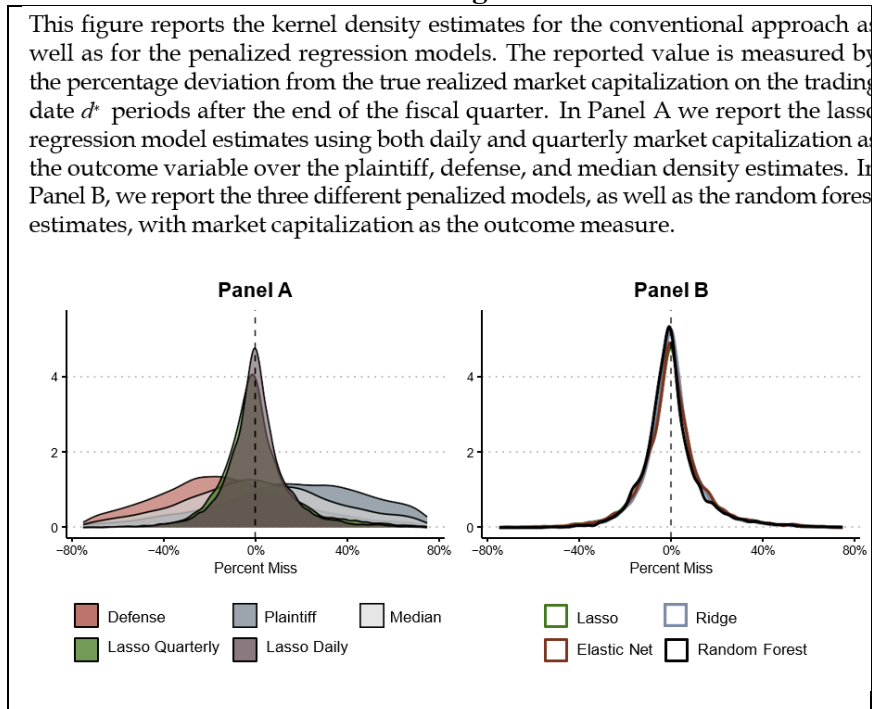 This figure reports the kernel density estimates for the conventional approach as
well as for the penalized regression models. The reported value is measured by
the percentage deviation from the true realized market capitalization on the trading
date d* periods after the end of the fiscal quarter. In Panel A we report the lasso
regression model estimates using both daily and quarterly market capitalization as
the outcome variable over the plaintiff, defense, and median density estimates. In
Panel B, we report the three different penalized models, as well as the random fores
estimates, with market capitalization as the outcome measure.
Panel A
4
2
0
−80% −40% 0% 40% 80%
Percent Miss
Defense Plaintiff Median
Lasso Quarterly Lasso Daily
Panel B
4
2
0
−80% −40% 0% 40% 80%
Percent Miss
Lasso Ridge
Elastic Net Random Forest